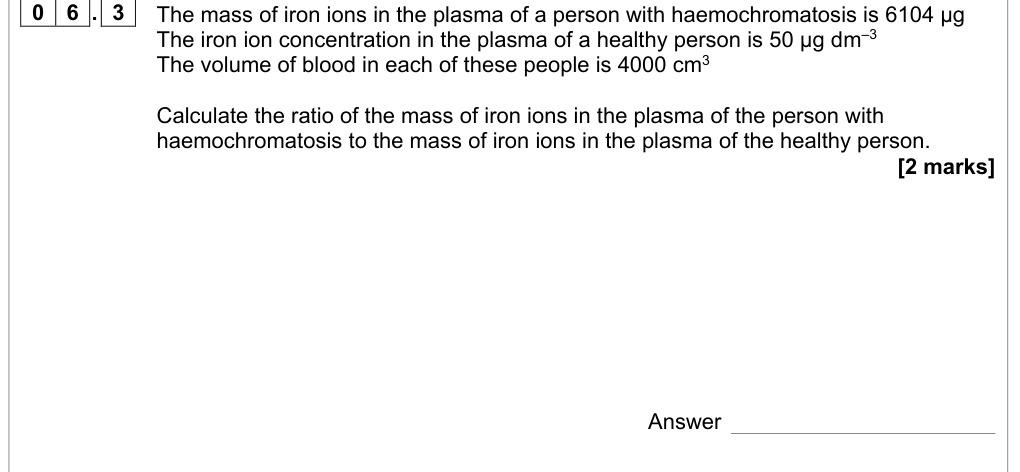 06.3 The mass of iron ions in the plasma of a person with haemochromatosis is 6104 µg
The iron ion concentration in the plasma of a healthy person is 50 µg dm⁻³
The volume of blood in each of these people is 4000 cm³
Calculate the ratio of the mass of iron ions in the plasma of the person with
haemochromatosis to the mass of iron ions in the plasma of the healthy person.
[2 marks]
Answer